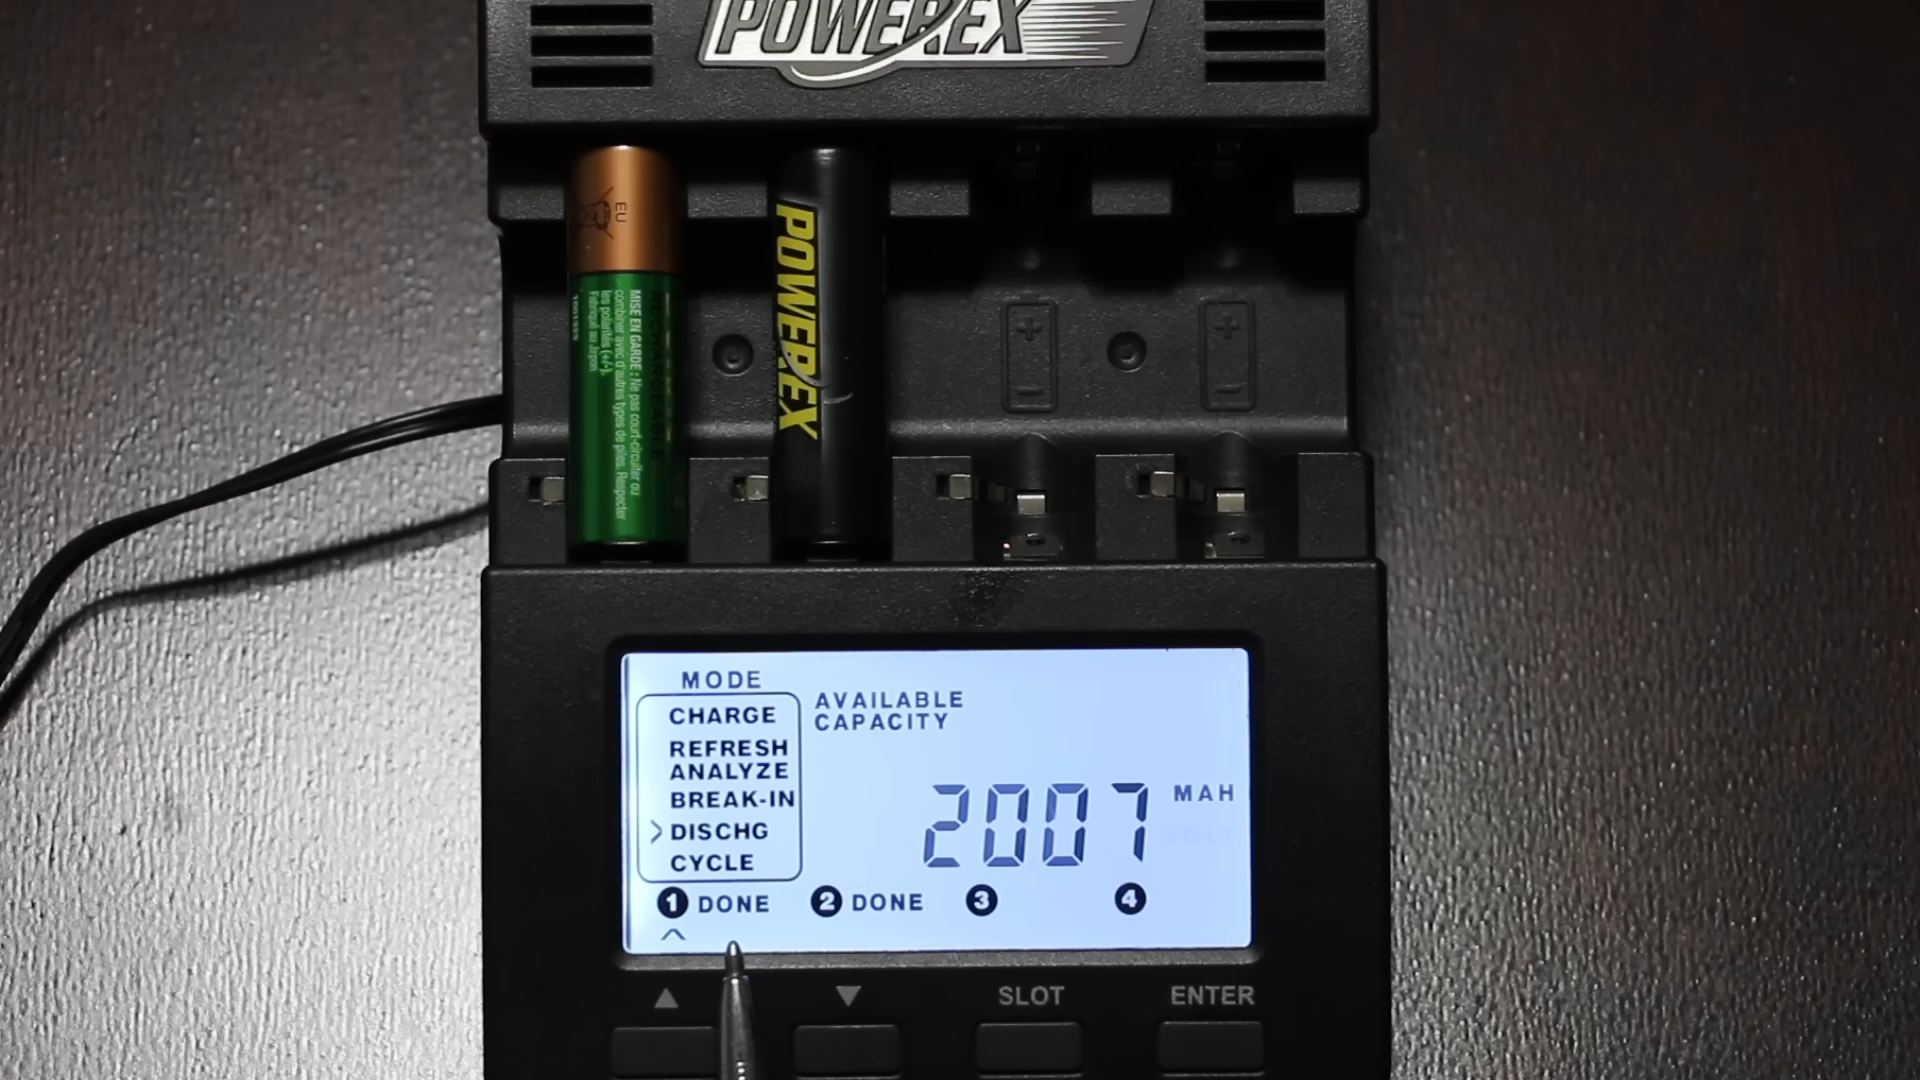 POWEREX
EU
RECHARGEABLE
MISE EN GARDE : Ne pas court-circuiter ou
combiner avec d'autres types de piles. Respecter
les polarités (+/-).
Fabriqué au Japon
POWEREX
+
-
+
-
MODE
CHARGE
REFRESH
ANALYZE
BREAK-IN
> DISCHG
CYCLE
AVAILABLE
CAPACITY
2007 MAH
1 DONE 2 DONE 3 4
SLOT ENTER